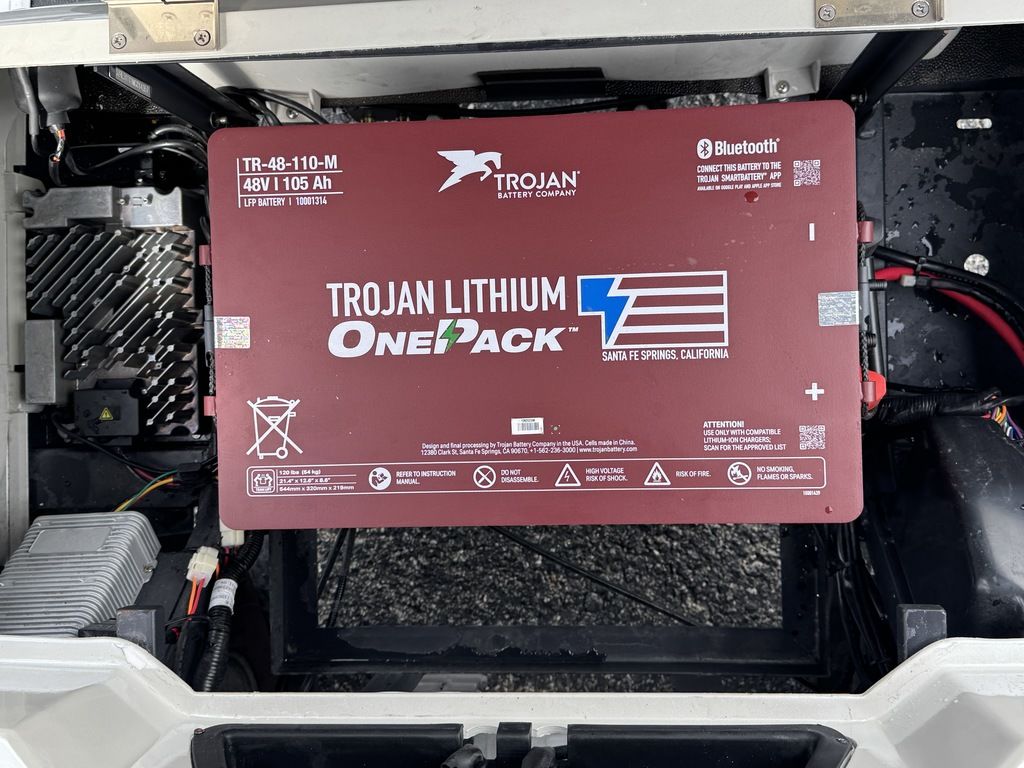 TR-48-110-M
48V | 105 Ah
LFP BATTERY | 10001314
TROJAN
BATTERY COMPANY
Bluetooth®
CONNECT THIS BATTERY TO THE
TROJAN SMARTBATTERY™ APP
AVAILABLE ON GOOGLE PLAY AND APPLE APP STORE
TROJAN LITHIUM
ONEPACK™
SANTA FE SPRINGS, CALIFORNIA
+
Design and final processing by Trojan Battery Company in the USA. Cells made in China.
12380 Clark St, Santa Fe Springs, CA 90670, +1-562-236-3000 | www.trojanbattery.com
ATTENTION!
USE ONLY WITH COMPATIBLE
LITHIUM-ION CHARGERS;
SCAN FOR THE APPROVED LIST
TEAM LIFT
120 lbs (54 kg)
21.4" x 12.6" x 8.6"
544mm x 320mm x 219mm
REFER TO INSTRUCTION
MANUAL.
DO NOT
DISASSEMBLE.
HIGH VOLTAGE
RISK OF SHOCK.
RISK OF FIRE.
NO SMOKING,
FLAMES OR SPARKS.
10001439